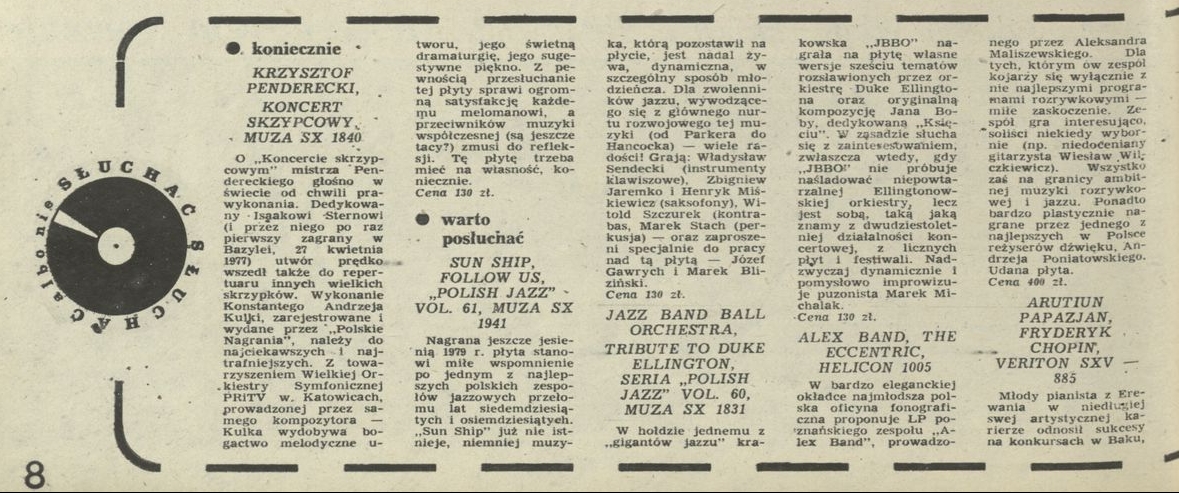 SŁUCHAĆ
albo nie
SŁUCHAĆ
● koniecznie
KRZYSZTOF
PENDERECKI,
KONCERT
SKZYPCOWY,
MUZA SX 1840
O „Koncercie skrzyp-
cowym" mistrza Pen-
dereckiego głośno w
świecie od chwili pra-
wykonania. Dedykowa-
ny Isaakowi Sternowi
(i przez niego po raz
pierwszy zagrany w
Bazylei, 27 kwietnia
1977) utwór prędko
wszedł także do reper-
tuaru innych wielkich
skrzypków. Wykonanie
Konstantego Andrzeja
Kulki, zarejestrowane i
wydane przez „Polskie
Nagrania", należy do
najciekawszych i naj-
trafniejszych. Z towa-
rzyszeniem Wielkiej Or-
kiestry Symfonicznej
PRiTV w. Katowicach,
prowadzonej przez sa-
mego kompozytora —
Kulka wydobywa bo-
gactwo melodyczne u-
tworu, jego świetną
dramaturgię, jego suge-
stywne piękno. Z pe-
wnością przesłuchanie
tej płyty sprawi ogrom-
ną satysfakcję każde-
mu melomanowi, a
przeciwników muzyki
współczesnej (są jeszcze
tacy?) zmusi do reflek-
sji. Tę płytę trzeba
mieć na własność, ko-
niecznie.
Cena 130 zł.
● warto
posłuchać
SUN SHIP,
FOLLOW US,
„POLISH JAZZ"
VOL. 61, MUZA SX
1941
Nagrana jeszcze jesie-
nią 1979 r. płyta stano-
wi miłe wspomnienie
po jednym z najlep-
szych polskich zespo-
łów jazzowych przeło-
mu lat siedemdziesią-
tych i osiemdziesiątych.
„Sun Ship" już nie ist-
nieje, niemniej muzy-
ka, którą pozostawił na
płycie, jest nadal ży-
wa, dynamiczna, w
szczególny sposób mło-
dzieńcza. Dla zwolenni-
ków jazzu, wywodzące-
go się z głównego nur-
tu rozwojowego tej mu-
zyki (od Parkera do
Hancocka) — wiele ra-
dości! Grają: Władysław
Sendecki (instrumenty
klawiszowe), Zbigniew
Jaremko i Henryk Miś-
kiewicz (saksofony), Wi-
told Szczurek (kontra-
bas, Marek Stach (per-
kusja) — oraz zaprosze-
ni specjalnie do pracy
nad tą płytą — Józef
Gawrych i Marek Bli-
ziński.
Cena 130 zł.
JAZZ BAND BALL
ORCHESTRA,
TRIBUTE TO DUKE
ELLINGTON,
SERIA „POLISH
JAZZ" VOL. 60,
MUZA SX 1831
W hołdzie jednemu z
„gigantów jazzu" kra-
kowska „JBBO" na-
grała na płytę własne
wersje sześciu tematów
rozsławionych przez or-
kiestrę Duke Ellingto-
na oraz oryginalną
kompozycję Jana Bo-
by, dedykowaną „Księ-
ciu". W zasadzie słucha
się z zainteresowaniem,
zwłaszcza wtedy, gdy
„JBBO" nie próbuje
naśladować niepowta-
rzalnej Ellingtonow-
skiej orkiestry, lecz
jest sobą, taką jaką
znamy z dwudziestolet-
niej działalności kon-
certowej, z licznych
płyt i festiwali. Nad-
zwyczaj dynamicznie i
pomysłowo improwizu-
je puzonista Marek Mi-
chalak.
Cena 130 zł.
ALEX BAND, THE
ECCENTRIC,
HELICON 1005
W bardzo eleganckiej
okładce najmłodsza pol-
ska oficyna fonografi-
czna proponuje LP po-
znańskiego zespołu „A-
lex Band", prowadzo-
nego przez Aleksandra
Maliszewskiego. Dla
tych, którym ów zespół
kojarzy się wyłącznie z
nie najlepszymi progra-
mami rozrywkowymi —
miłe zaskoczenie. Ze-
spół gra interesująco,
soliści niekiedy wybor-
nie (np. niedoceniany
gitarzysta Wiesław Wil-
czkiewicz). Wszystko
zaś na granicy ambit-
nej muzyki rozrywko-
wej i jazzu. Ponadto
bardzo plastycznie na-
grane przez jednego z
najlepszych w Polsce
reżyserów dźwięku, An-
drzeja Poniatowskiego.
Udana płyta.
Cena 400 zł.
ARUTIUN
PAPAZJAN,
FRYDERYK
CHOPIN,
VERITON SXV —
885
Młody pianista z Ere-
wania w niedługiej
swej artystycznej ka-
rierze odnosił sukcesy
na konkursach w Baku,
8